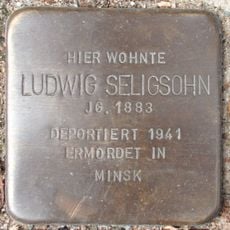 HIER WOHNTE
LUDWIG SELIGSOHN
JG. 1883
DEPORTIERT 1941
ERMORDET IN
MINSK